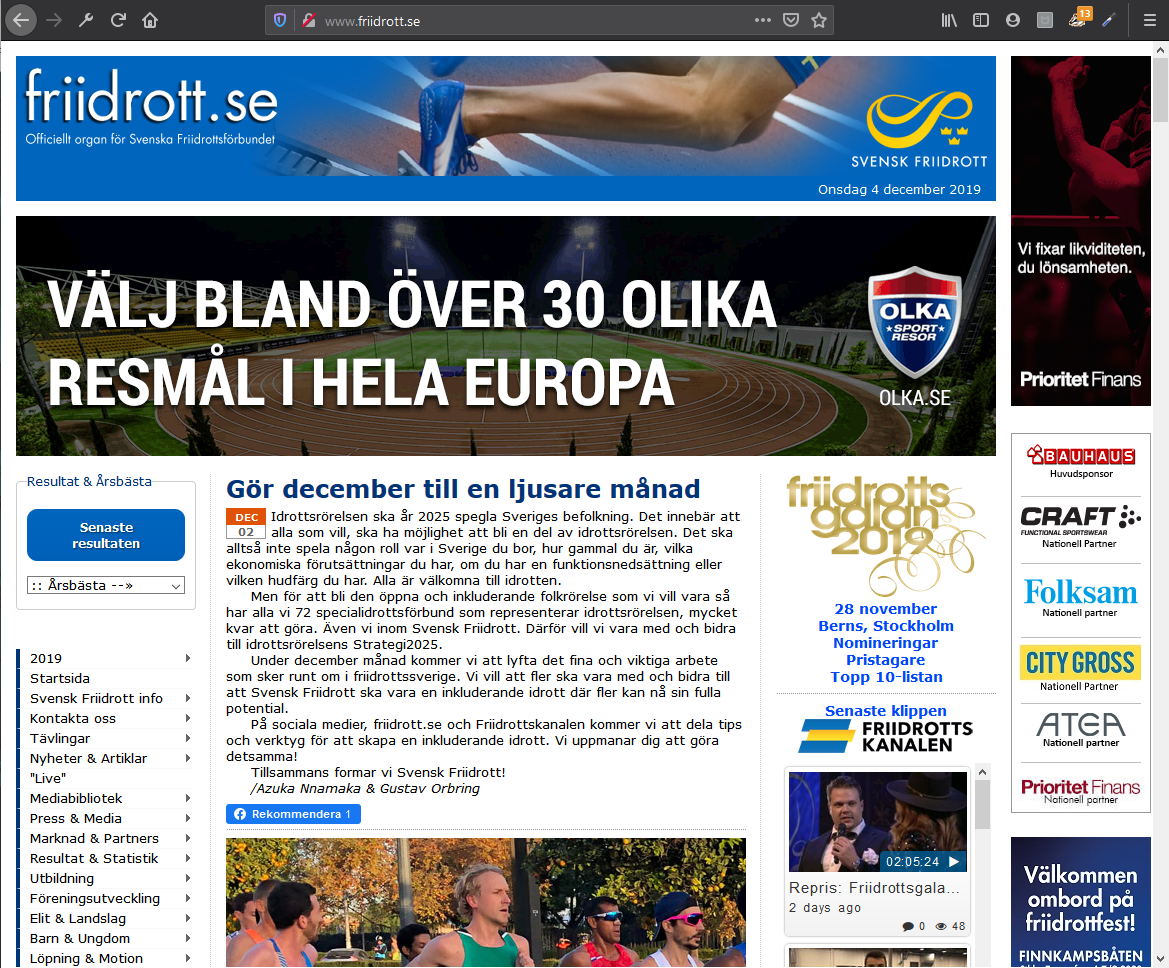 www.friidrott.se
13
friidrott.se
Officiellt organ för Svenska Friidrottsförbundet
SVENSK FRIIDROTT
Onsdag 4 december 2019
VÄLJ BLAND ÖVER 30 OLIKA
RESMÅL I HELA EUROPA
OLKA
SPORT
RESOR
OLKA.SE
Vi fixar likviditeten,
du lönsamheten.
Prioritet Finans
Resultat & Årsbästa
Senaste
resultaten
:: Årsbästa --»
2019
Startsida
Svensk Friidrott info
Kontakta oss
Tävlingar
Nyheter & Artiklar
"Live"
Mediabibliotek
Press & Media
Marknad & Partners
Resultat & Statistik
Utbildning
Föreningsutveckling
Elit & Landslag
Barn & Ungdom
Löpning & Motion
Gör december till en ljusare månad
DEC
02
Idrottsrörelsen ska år 2025 spegla Sveriges befolkning. Det innebär att
alla som vill, ska ha möjlighet att bli en del av idrottsrörelsen. Det ska
alltså inte spela någon roll var i Sverige du bor, hur gammal du är, vilka
ekonomiska förutsättningar du har, om du har en funktionsnedsättning eller
vilken hudfärg du har. Alla är välkomna till idrotten.
Men för att bli den öppna och inkluderande folkrörelse som vi vill vara så
har alla vi 72 specialidrottsförbund som representerar idrottsrörelsen, mycket
kvar att göra. Även vi inom Svensk Friidrott. Därför vill vi vara med och bidra
till idrottsrörelsens Strategi2025.
Under december månad kommer vi att lyfta det fina och viktiga arbete
som sker runt om i friidrottssverige. Vi vill att fler ska vara med och bidra till
att Svensk Friidrott ska vara en inkluderande idrott där fler kan nå sin fulla
potential.
På sociala medier, friidrott.se och Friidrottskanalen kommer vi att dela tips
och verktyg för att skapa en inkluderande idrott. Vi uppmanar dig att göra
detsamma!
Tillsammans formar vi Svensk Friidrott!
/Azuka Nnamaka & Gustav Orbring
Rekommendera 1
friidrotts
galan
2019
28 november
Berns, Stockholm
Nomineringar
Pristagare
Topp 10-listan
Senaste klippen
FRIIDROTTS
KANALEN
02:05:24
Repris: Friidrottsgala...
2 days ago
0 48
BAUHAUS
Huvudsponsor
CRAFT
FUNCTIONAL SPORTSWEAR
Nationell Partner
Folksam
Nationell partner
CITY GROSS
Nationell Partner
ATEA
Nationell partner
Prioritet Finans
Nationell partner
Välkommen
ombord på
friidrottfest!
FINNKAMPSBÅTEN